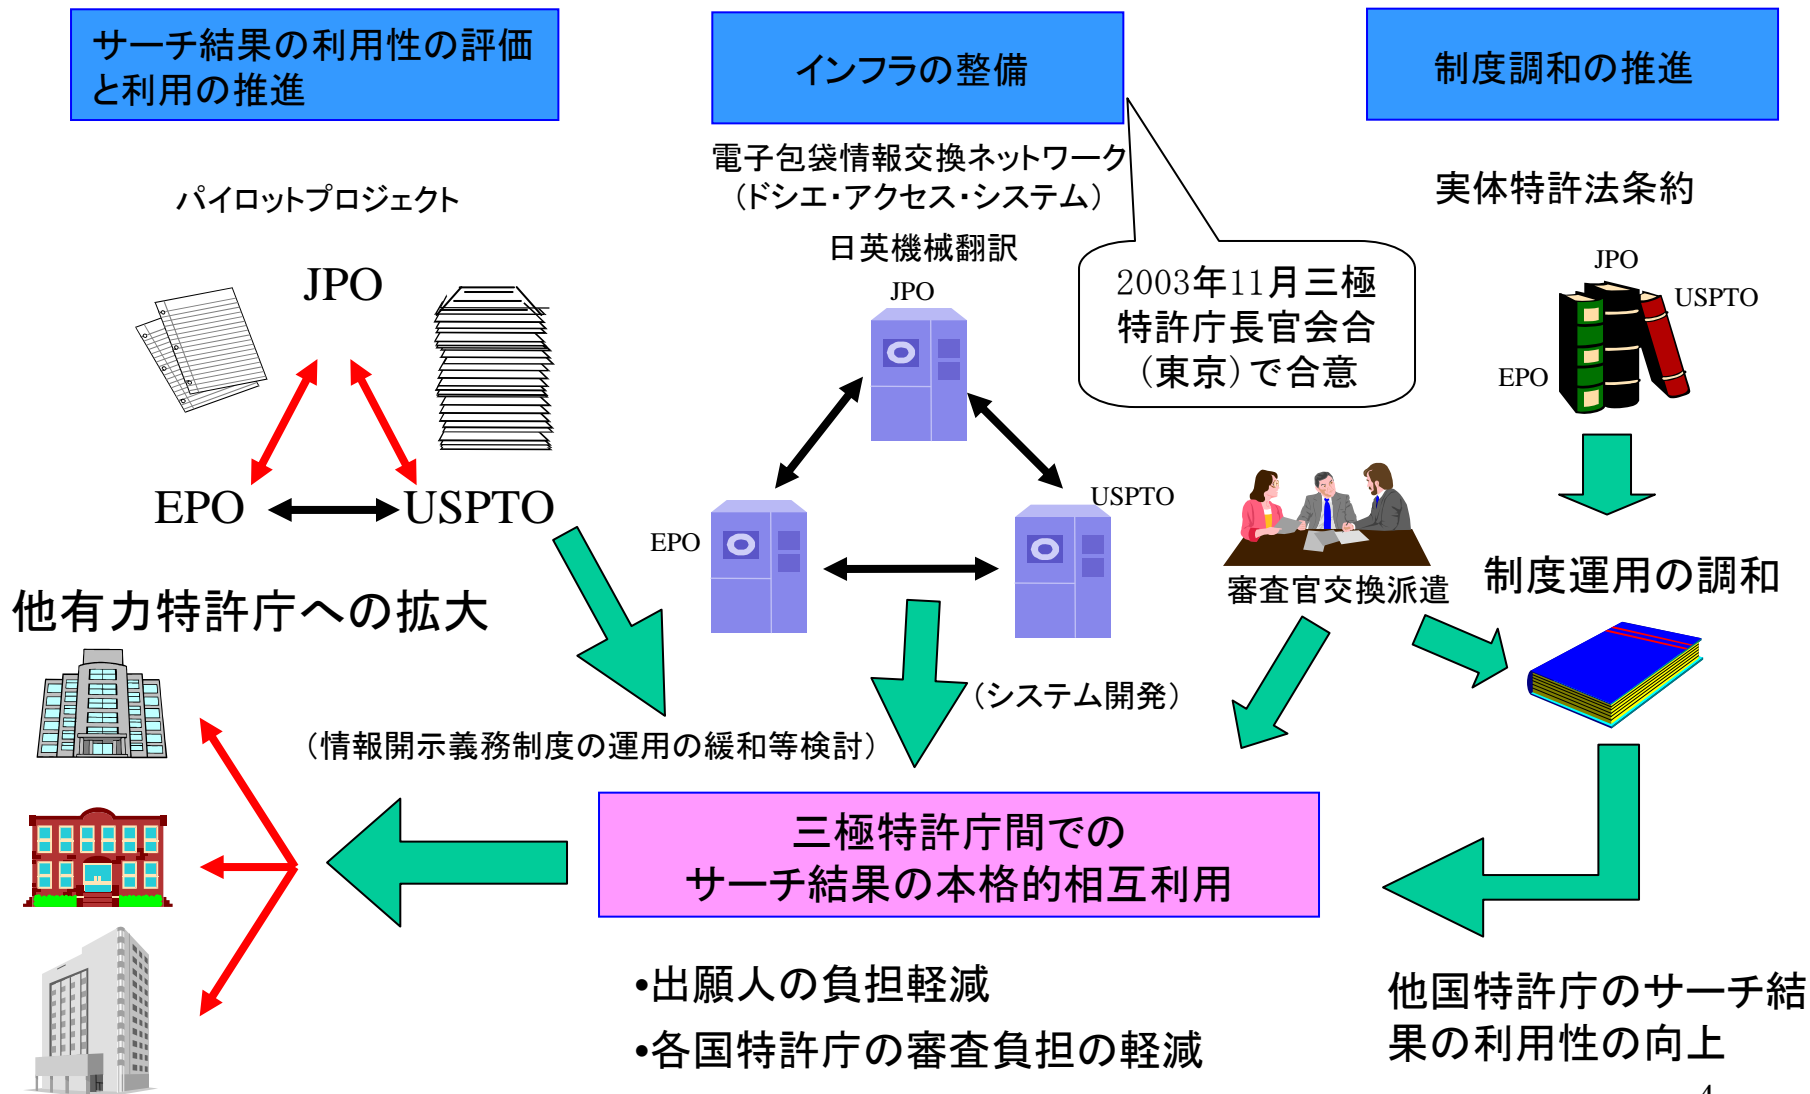 サーチ結果の利用性の評価
と利用の推進
インフラの整備
制度調和の推進
パイロットプロジェクト
JPO
EPO
USPTO
電子包袋情報交換ネットワーク
（ドシエ・アクセス・システム）
日英機械翻訳
JPO
EPO
USPTO
2003年11月三極
特許庁長官会合
（東京）で合意
実体特許法条約
JPO
USPTO
EPO
審査官交換派遣
制度運用の調和
他有力特許庁への拡大
（システム開発）
（情報開示義務制度の運用の緩和等検討）
三極特許庁間での
サーチ結果の本格的相互利用
•出願人の負担軽減
•各国特許庁の審査負担の軽減
他国特許庁のサーチ結
果の利用性の向上
4